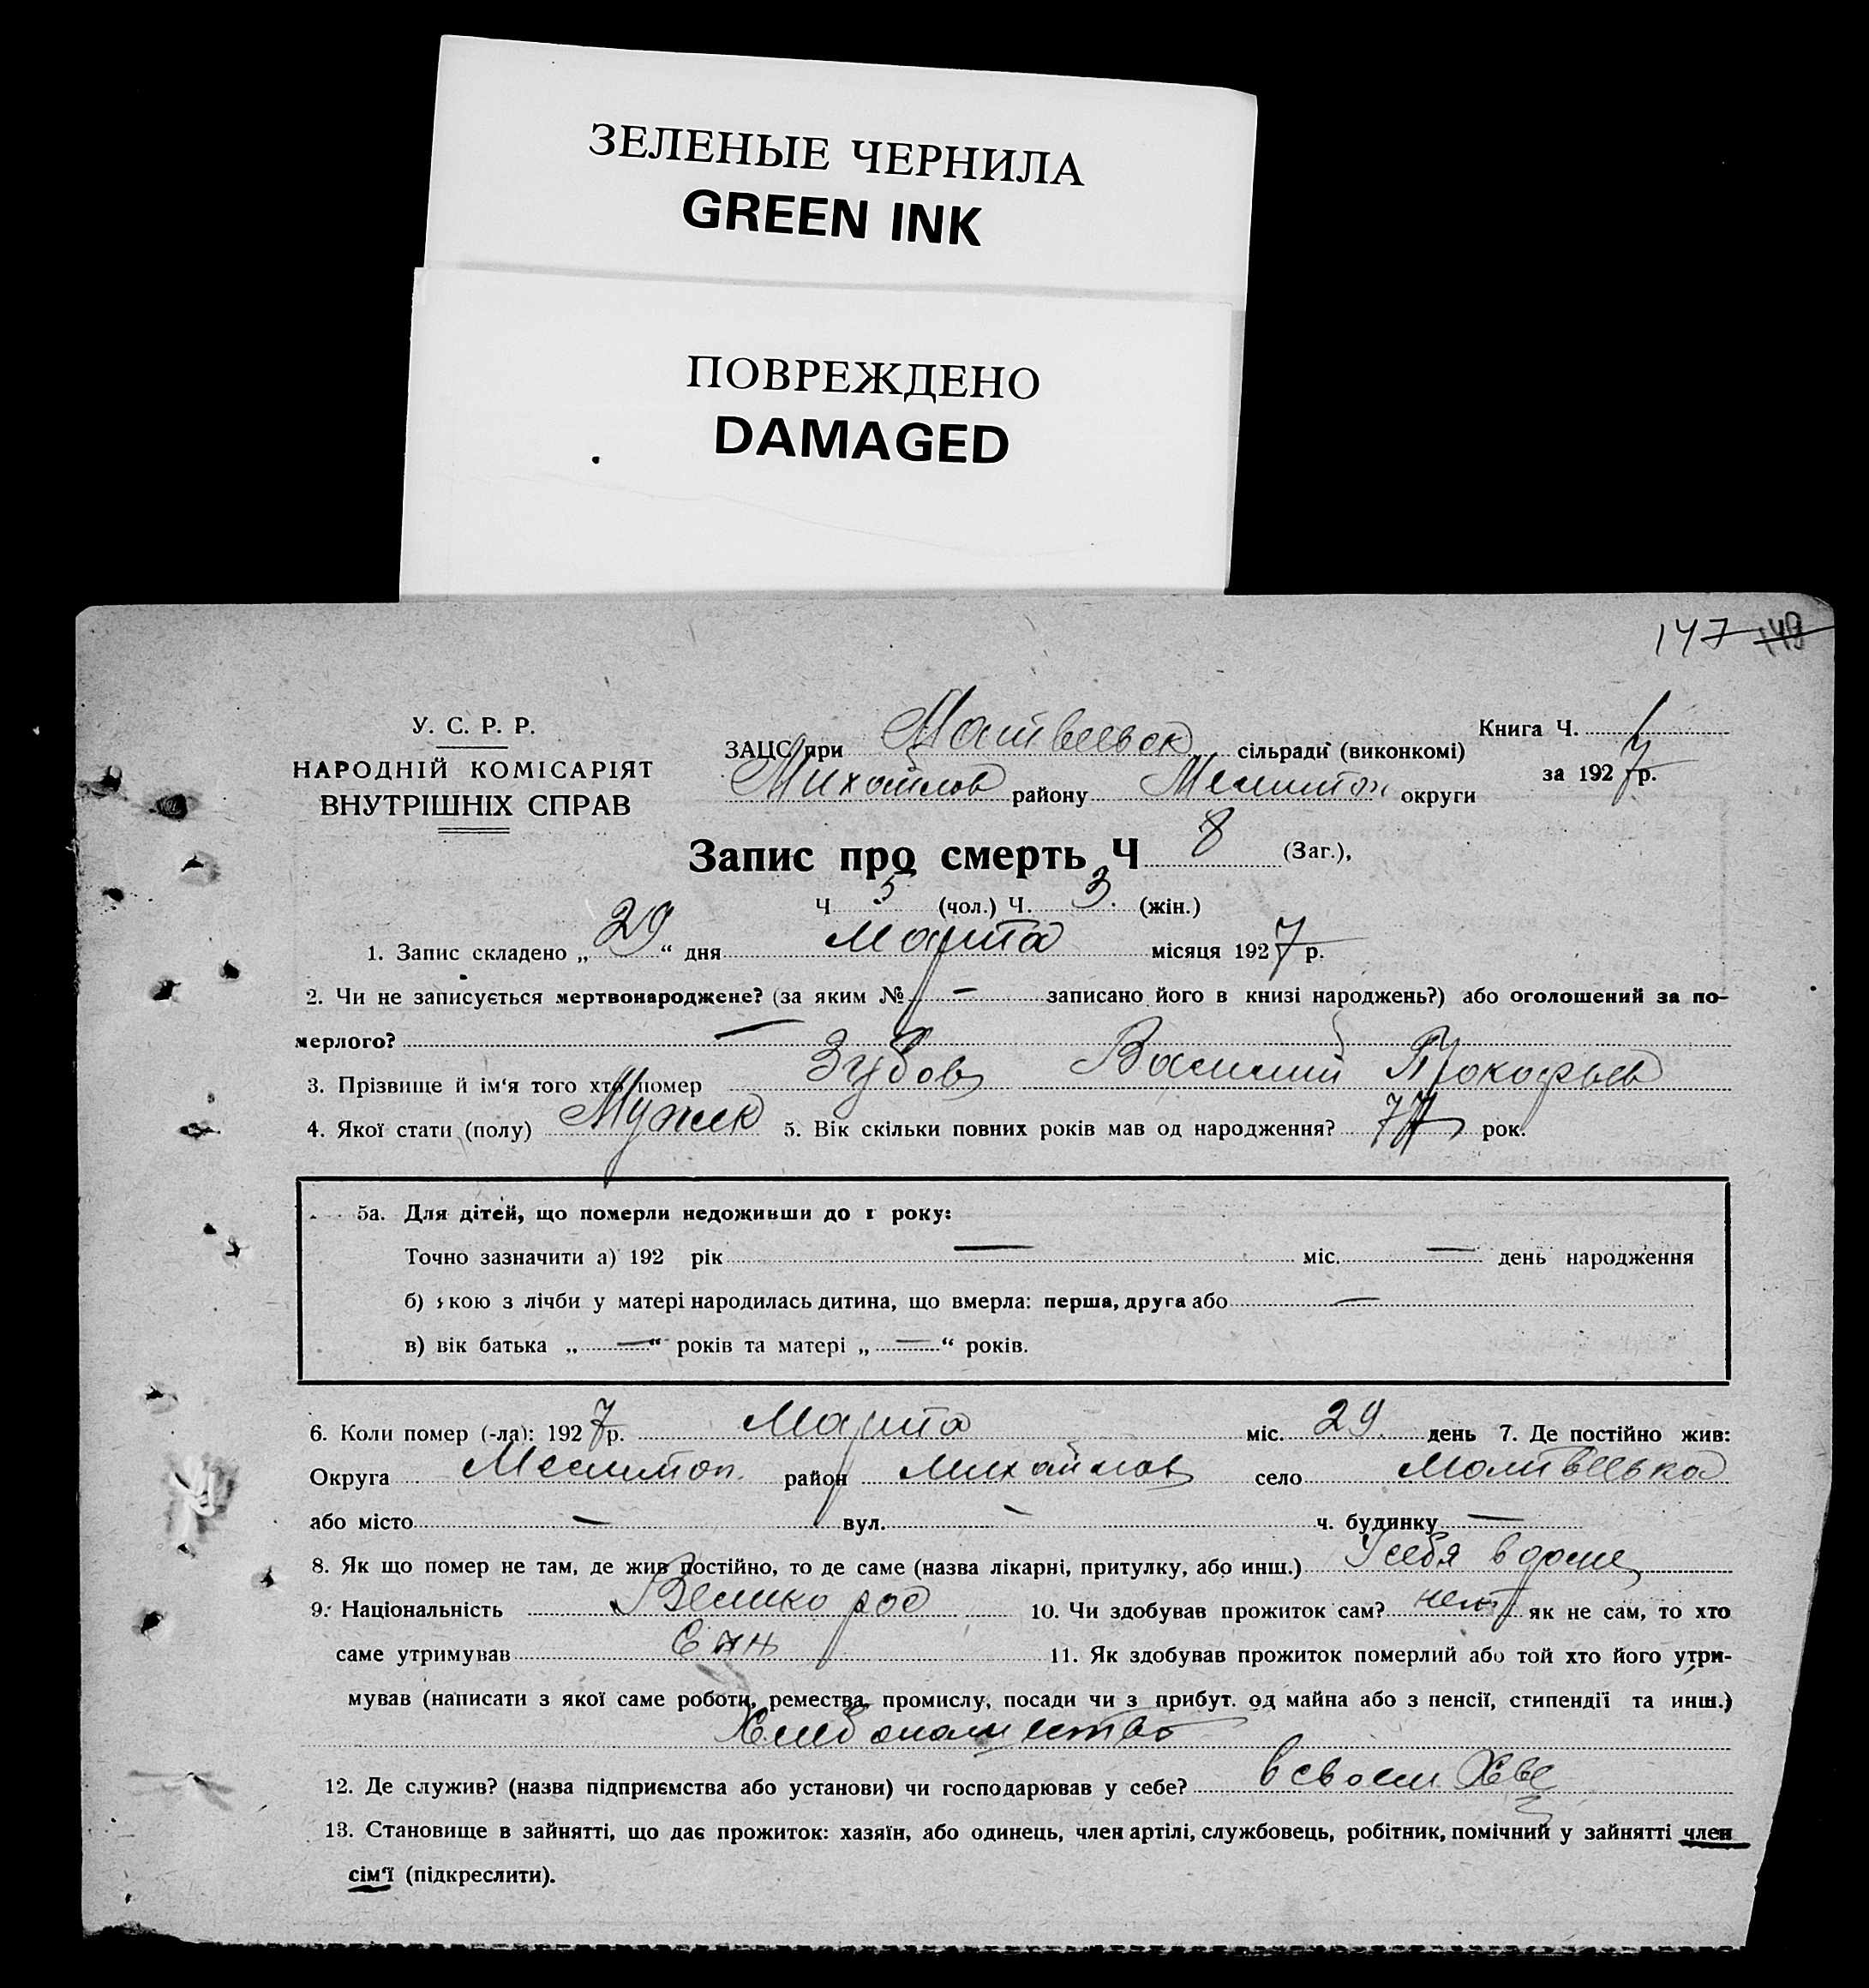 ЗЕЛЕНЫЕ ЧЕРНИЛА
GREEN INK
ПОВРЕЖДЕНО
DAMAGED
147 148
У. С. Р. Р.
НАРОДНІЙ КОМІСАРІЯТ
ВНУТРІШНІХ СПРАВ
ЗАЦС при Матвеевск сільраді (виконкомі)
Михайлов району Мелитоп округи
Книга Ч. 1
за 1927 р.
Запис про смерть Ч 8 (Заг.),
Ч 5 (чол.) Ч. 3. (жін.)
1. Запис складено „ 29 “ дня Марта місяця 1927 р.
2. Чи не записується мертвонароджене? (за яким № — записано його в книзі народжень?) або оголошений за по-
мерлого? —
3. Прізвище й ім‘я того хто помер Зубов Василий Прокофьев
4. Якої стати (полу) Мужск 5. Вік скільки повних років мав од народження? 77 рок.
5а. Для дітей, що померли недоживши до 1 року:
Точно зазначити а) 192 рік — міс. — день народження
б) якою з лічби у матері народилась дитина, що вмерла: перша, друга або —
в) вік батька „ — “ років та матері „ — “ років.
6. Коли помер (-ла): 1927 р. Марта міс. 29. день 7. Де постійно жив:
Округа Мелитоп. район Михайлов село Матвеевка
або місто — вул. — ч. будинку —
8. Як що помер не там, де жив постійно, то де саме (назва лікарні, притулку, або инш.) У себя в доме
9. Національність Великорос 10. Чи здобував прожиток сам? нет як не сам, то хто
саме утримував Сын 11. Як здобував прожиток померлий або той хто його утри-
мував (написати з якої саме роботи, ремества, промислу, посади чи з прибут. од майна або з пенсії, стипендії та инш.)
Хлебопашество
12. Де служив? (назва підприємства або установи) чи господарював у себе? в своем
13. Становище в зайнятті, що дає прожиток: хазяїн, або одинець, член артілі, службовець, робітник, помічний у зайнятті член
сім‘ї (підкреслити).